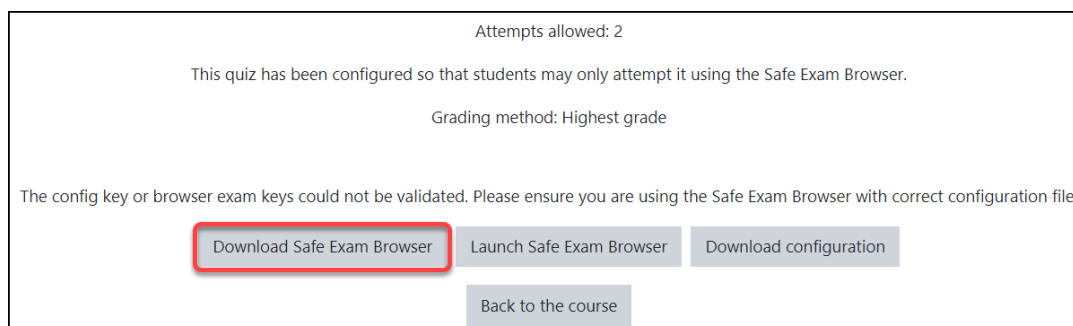 Attempts allowed: 2
This quiz has been configured so that students may only attempt it using the Safe Exam Browser.
Grading method: Highest grade
The config key or browser exam keys could not be validated. Please ensure you are using the Safe Exam Browser with correct configuration file
Download Safe Exam Browser Launch Safe Exam Browser Download configuration
Back to the course